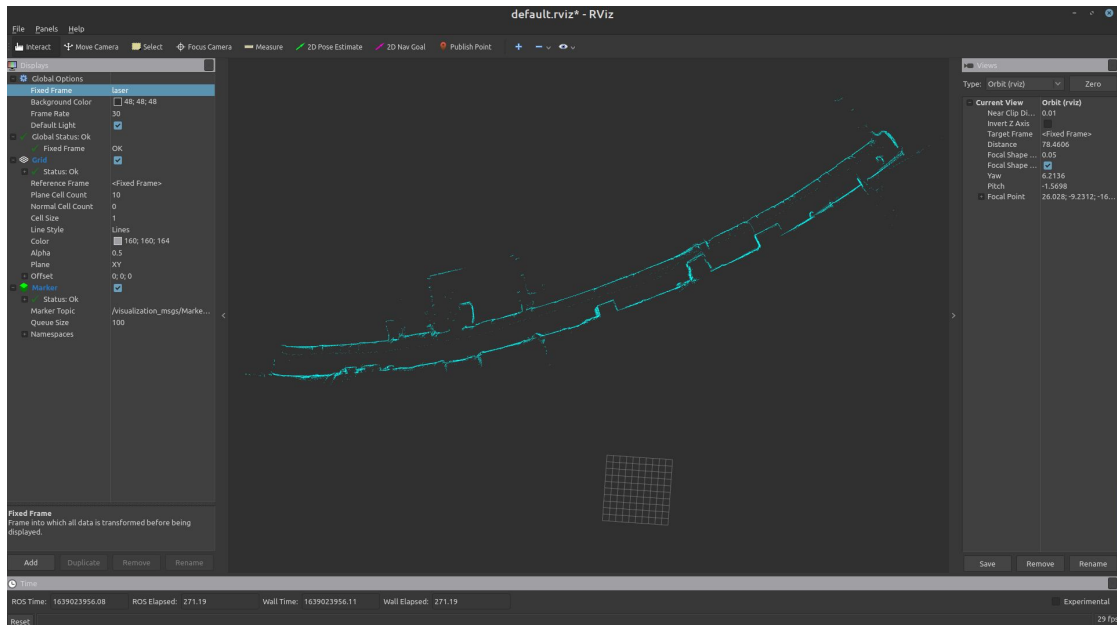 default.rviz* - RViz
File Panels Help
Interact Move Camera Select Focus Camera Measure 2D Pose Estimate 2D Nav Goal Publish Point
Displays
Global Options
Fixed Frame laser
Background Color 48; 48; 48
Frame Rate 30
Default Light
Global Status: Ok
Fixed Frame OK
Grid
Status: Ok
Reference Frame <Fixed Frame>
Plane Cell Count 10
Normal Cell Count 0
Cell Size 1
Line Style Lines
Color 160; 160; 164
Alpha 0.5
Plane XY
Offset 0; 0; 0
Marker
Status: Ok
Marker Topic /visualization_msgs/Marke...
Queue Size 100
Namespaces
Fixed Frame
Frame into which all data is transformed before being
displayed.
Add Duplicate Remove Rename
Views
Type: Orbit (rviz) Zero
Current View Orbit (rviz)
Near Clip Di... 0.01
Invert Z Axis
Target Frame <Fixed Frame>
Distance 78.4606
Focal Shape ... 0.05
Focal Shape ...
Yaw 6.2136
Pitch -1.5698
Focal Point 26.028; -9.2312; -16...
Save Remove Rename
Time
ROS Time: 1639023956.08 ROS Elapsed: 271.19 Wall Time: 1639023956.11 Wall Elapsed: 271.19 Experimental
Reset 29 fps